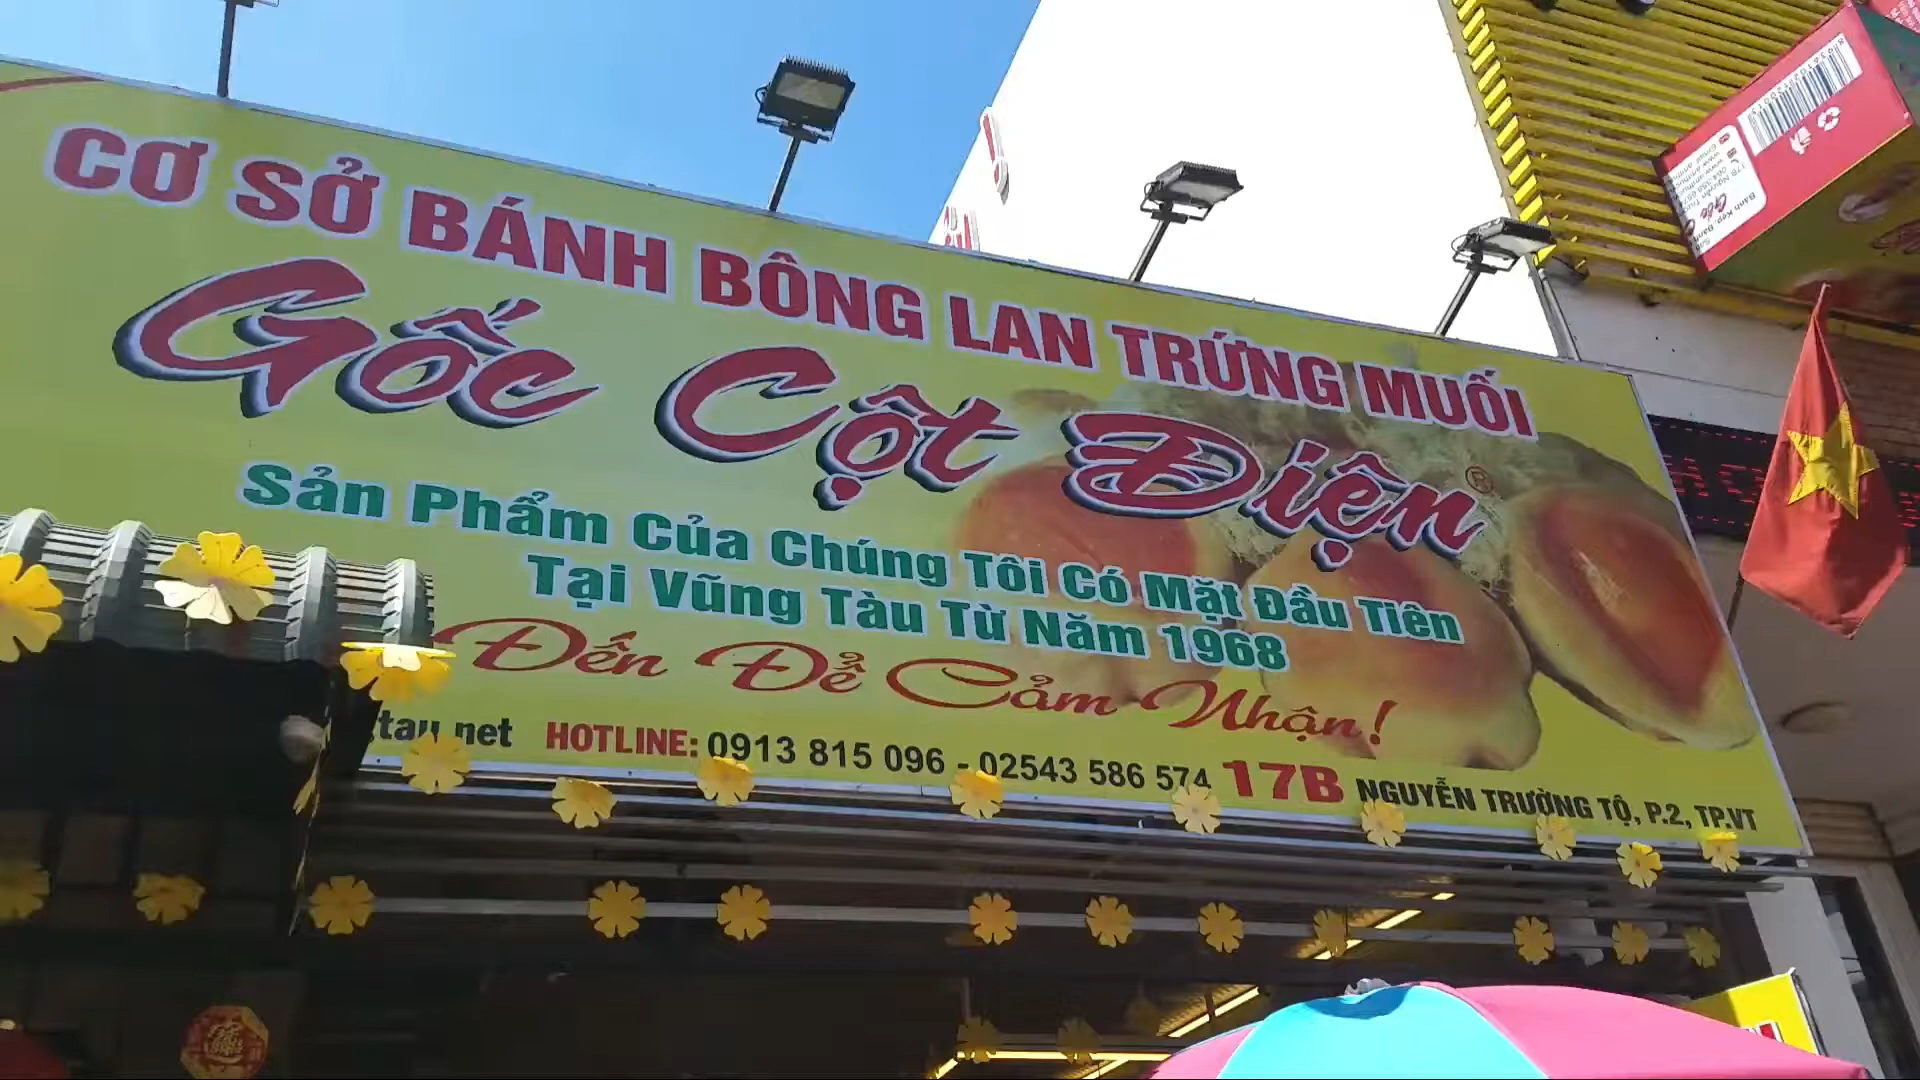 CƠ SỞ BÁNH BÔNG LAN TRỨNG MUỐI
Gốc Cột Điện ®
Sản Phẩm Của Chúng Tôi Có Mặt Đầu Tiên
Tại Vũng Tàu Từ Năm 1968
Đến Để Cảm Nhận!
tau.net HOTLINE: 0913 815 096 - 02543 586 574 17B NGUYỄN TRƯỜNG TỘ, P.2, TP.VT